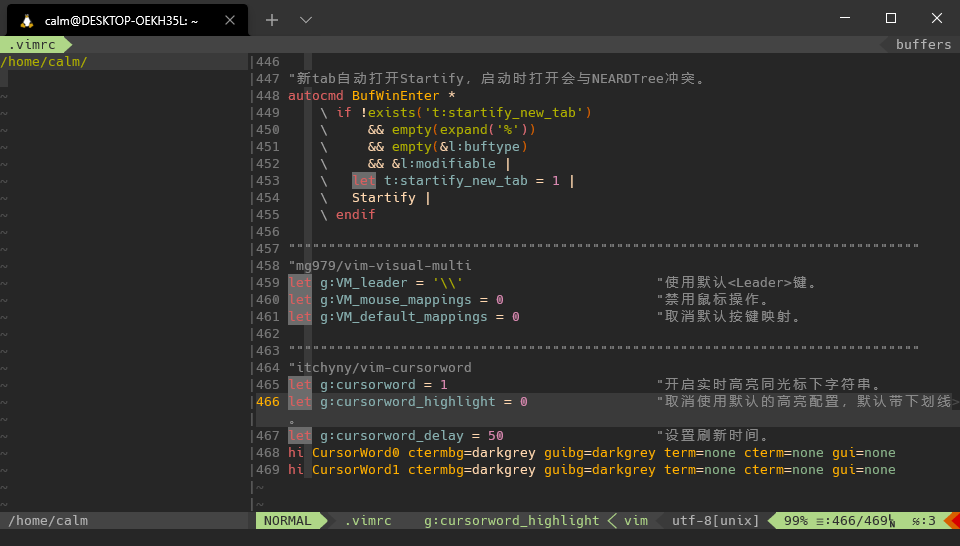 calm@DESKTOP-OEKH35L: ~
.vimrc
buffers
/home/calm/
446
447 "新tab自动打开Startify, 启动时打开会与NEARDTree冲突。
448 autocmd BufWinEnter *
449     \ if !exists('t:startify_new_tab')
450     \     && empty(expand('%'))
451     \     && empty(&l:buftype)
452     \     && &l:modifiable |
453     \   let t:startify_new_tab = 1 |
454     \   Startify |
455     \ endif
456
457 """""""""""""""""""""""""""""""""""""""""""""""""""""""""""""""""""""""""""""""
458 "mg979/vim-visual-multi
459 let g:VM_leader = '\\'                        "使用默认<Leader>键。
460 let g:VM_mouse_mappings = 0                   "禁用鼠标操作。
461 let g:VM_default_mappings = 0                 "取消默认按键映射。
462
463 """""""""""""""""""""""""""""""""""""""""""""""""""""""""""""""""""""""""""""""
464 "itchyny/vim-cursorword
465 let g:cursorword = 1                          "开启实时高亮同光标下字符串。
466 let g:cursorword_highlight = 0                "取消使用默认的高亮配置, 默认带下划线>
。
467 let g:cursorword_delay = 50                   "设置刷新时间。
468 hi CursorWord0 ctermbg=darkgrey guibg=darkgrey term=none cterm=none gui=none
469 hi CursorWord1 ctermbg=darkgrey guibg=darkgrey term=none cterm=none gui=none
/home/calm
NORMAL .vimrc g:cursorword_highlight vim utf-8[unix] 99% ≡:466/469 :3